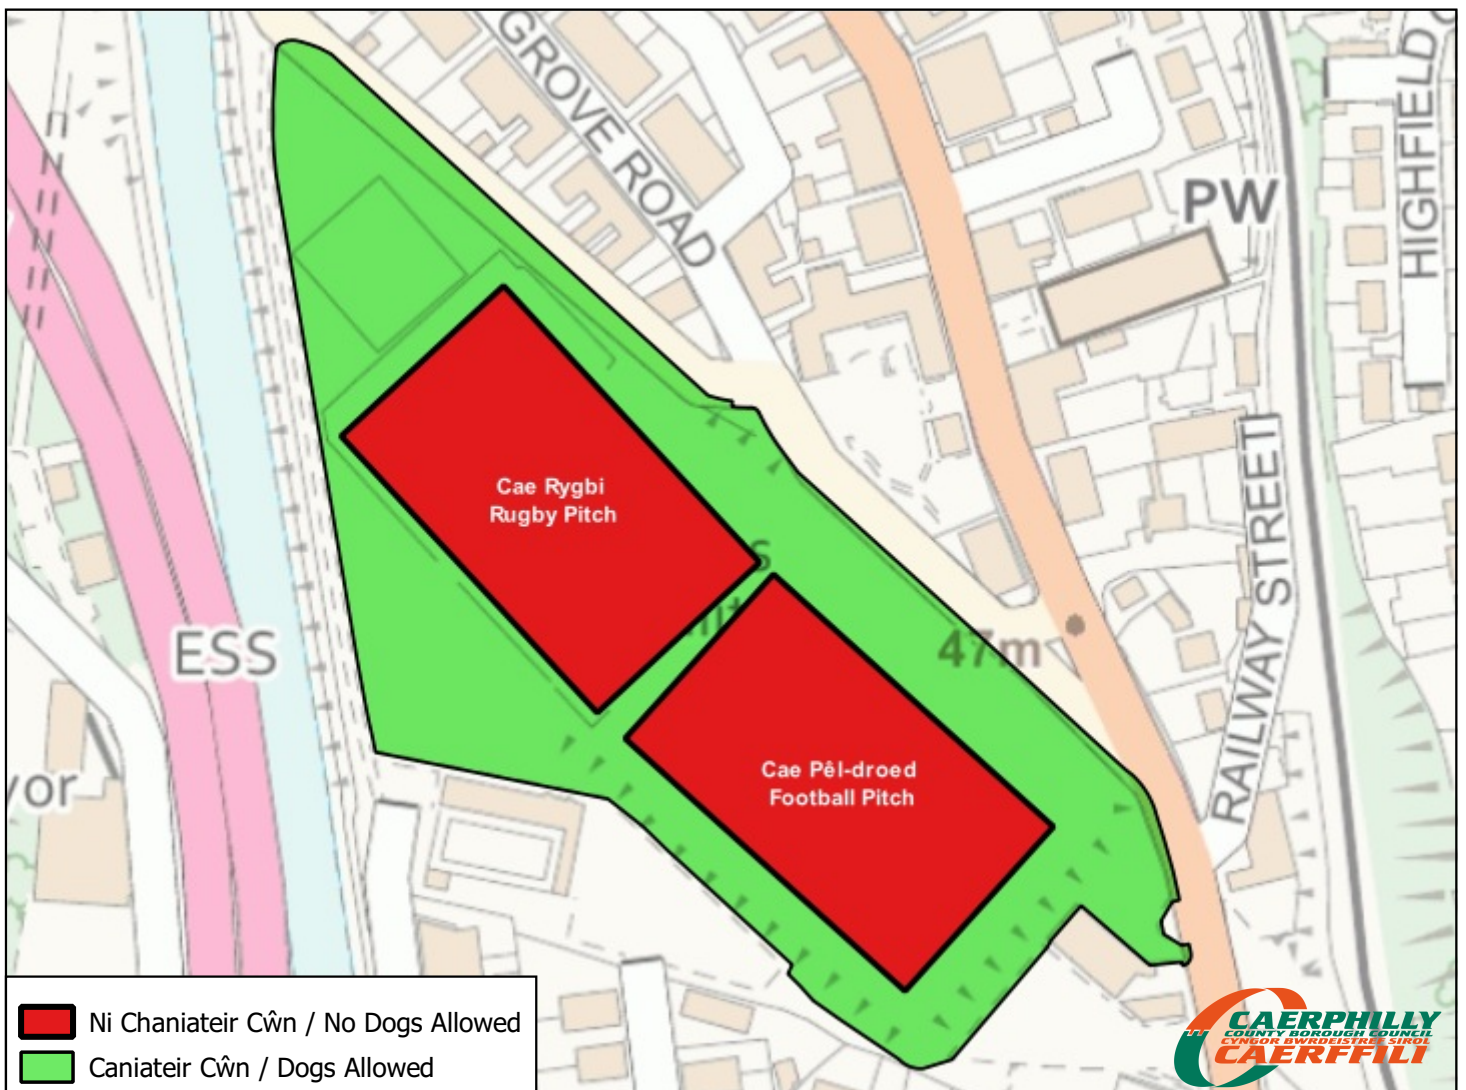 GROVE ROAD
HIGHFIELD
PW
RAILWAY STREET
ESS
47m
Cae Rygbi
Rugby Pitch
Cae Pêl-droed
Football Pitch
Ni Chaniateir Cŵn / No Dogs Allowed
Caniateir Cŵn / Dogs Allowed
CAERPHILLY
COUNTY BOROUGH COUNCIL
CYNGOR BWRDEISTREF SIROL
CAERFFILI